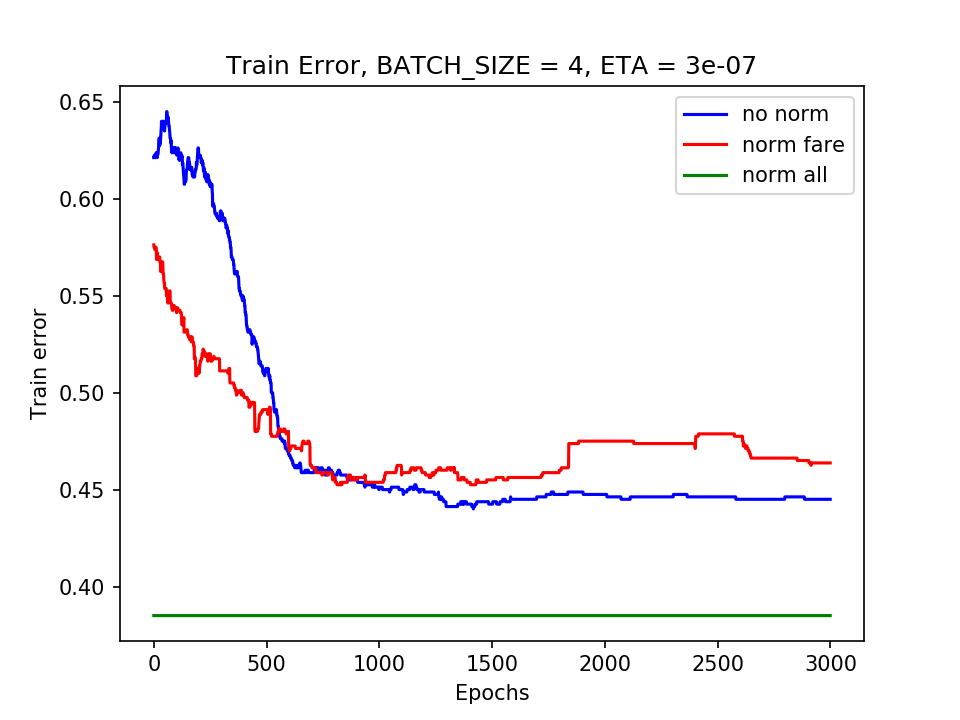 Train Error, BATCH_SIZE = 4, ETA = 3e-07
no norm
norm fare
norm all
Train error
0.65
0.60
0.55
0.50
0.45
0.40
0 500 1000 1500 2000 2500 3000
Epochs